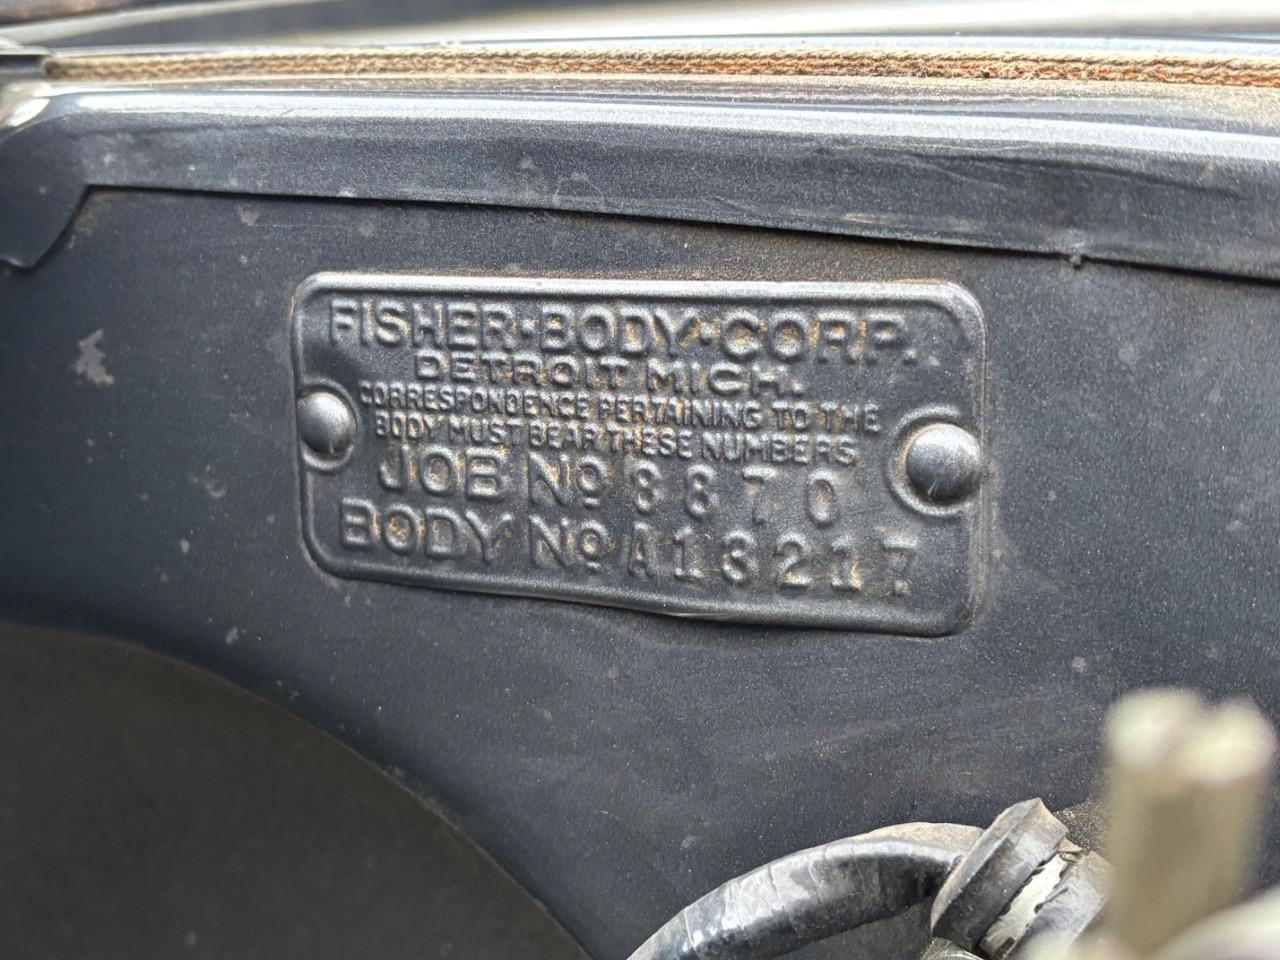 FISHER·BODY·CORP.
DETROIT MICH.
CORRESPONDENCE PERTAINING TO THE
BODY MUST BEAR THESE NUMBERS
JOB Nº 8870
BODY Nº A13217